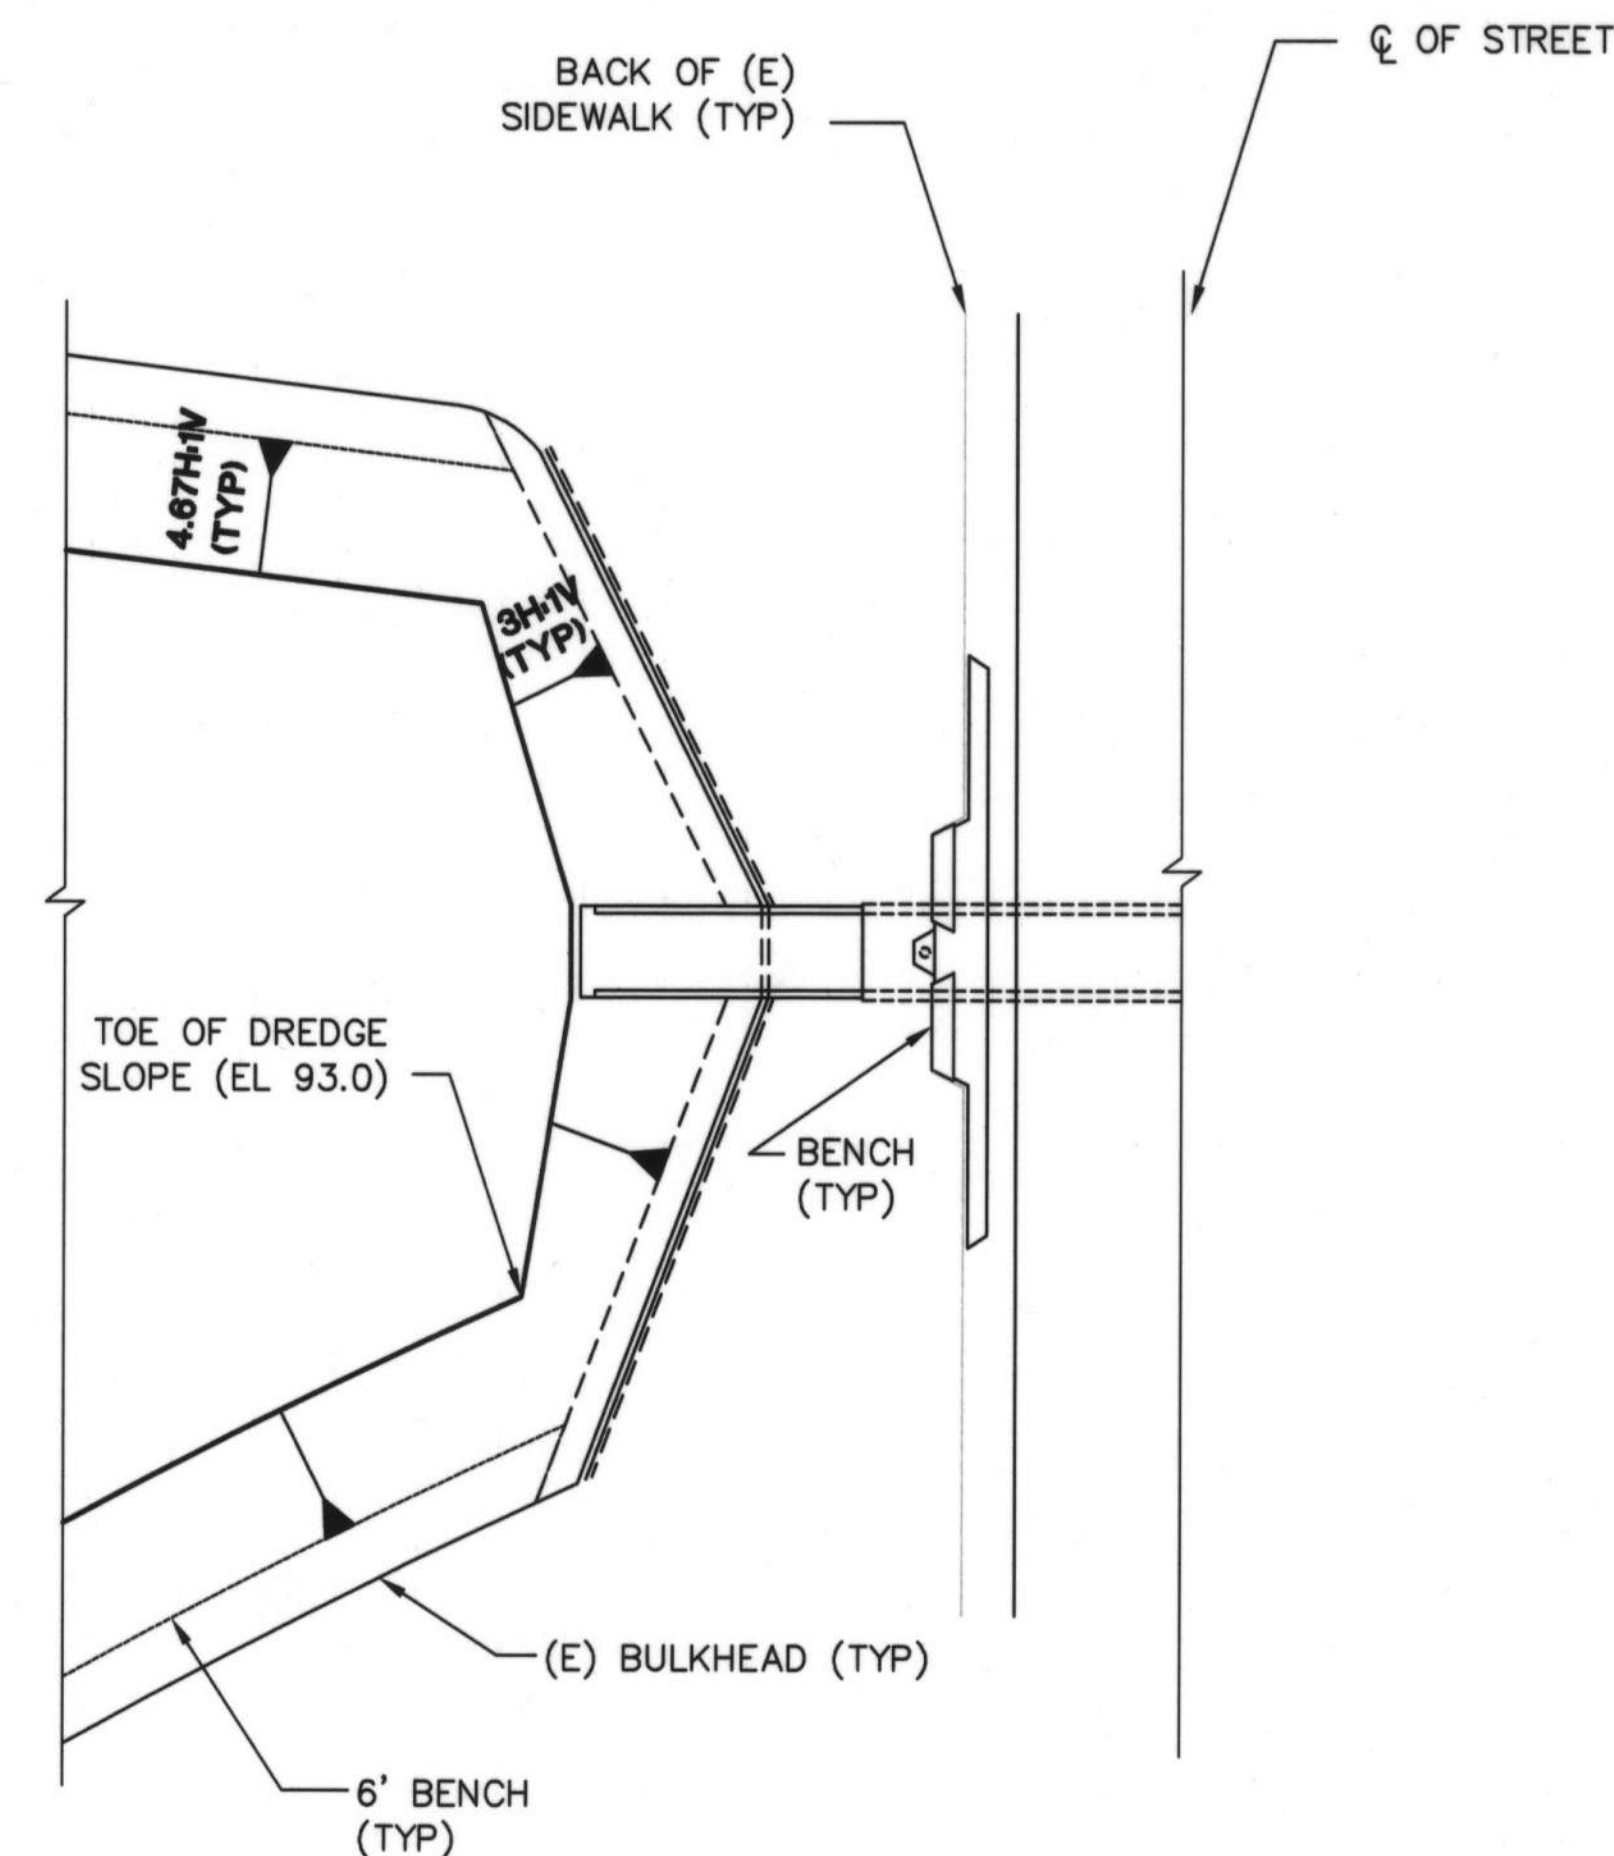 ℄ OF STREET
BACK OF (E)
SIDEWALK (TYP)
4.67H:1V
(TYP)
3H:1V
(TYP)
TOE OF DREDGE
SLOPE (EL 93.0)
BENCH
(TYP)
(E) BULKHEAD (TYP)
6' BENCH
(TYP)